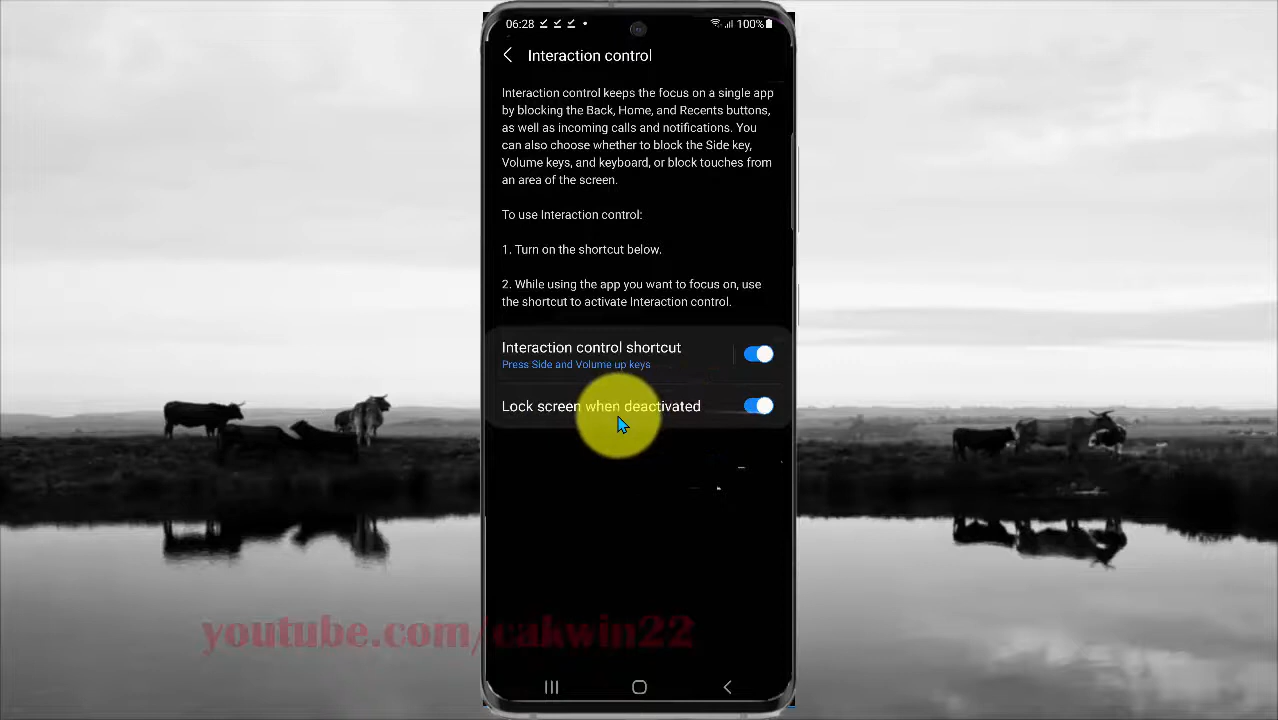 06:28
100%
Interaction control
Interaction control keeps the focus on a single app
by blocking the Back, Home, and Recents buttons,
as well as incoming calls and notifications. You
can also choose whether to block the Side key,
Volume keys, and keyboard, or block touches from
an area of the screen.
To use Interaction control:
1. Turn on the shortcut below.
2. While using the app you want to focus on, use
the shortcut to activate Interaction control.
Interaction control shortcut
Press Side and Volume up keys
Lock screen when deactivated
youtube.com/cakwin22